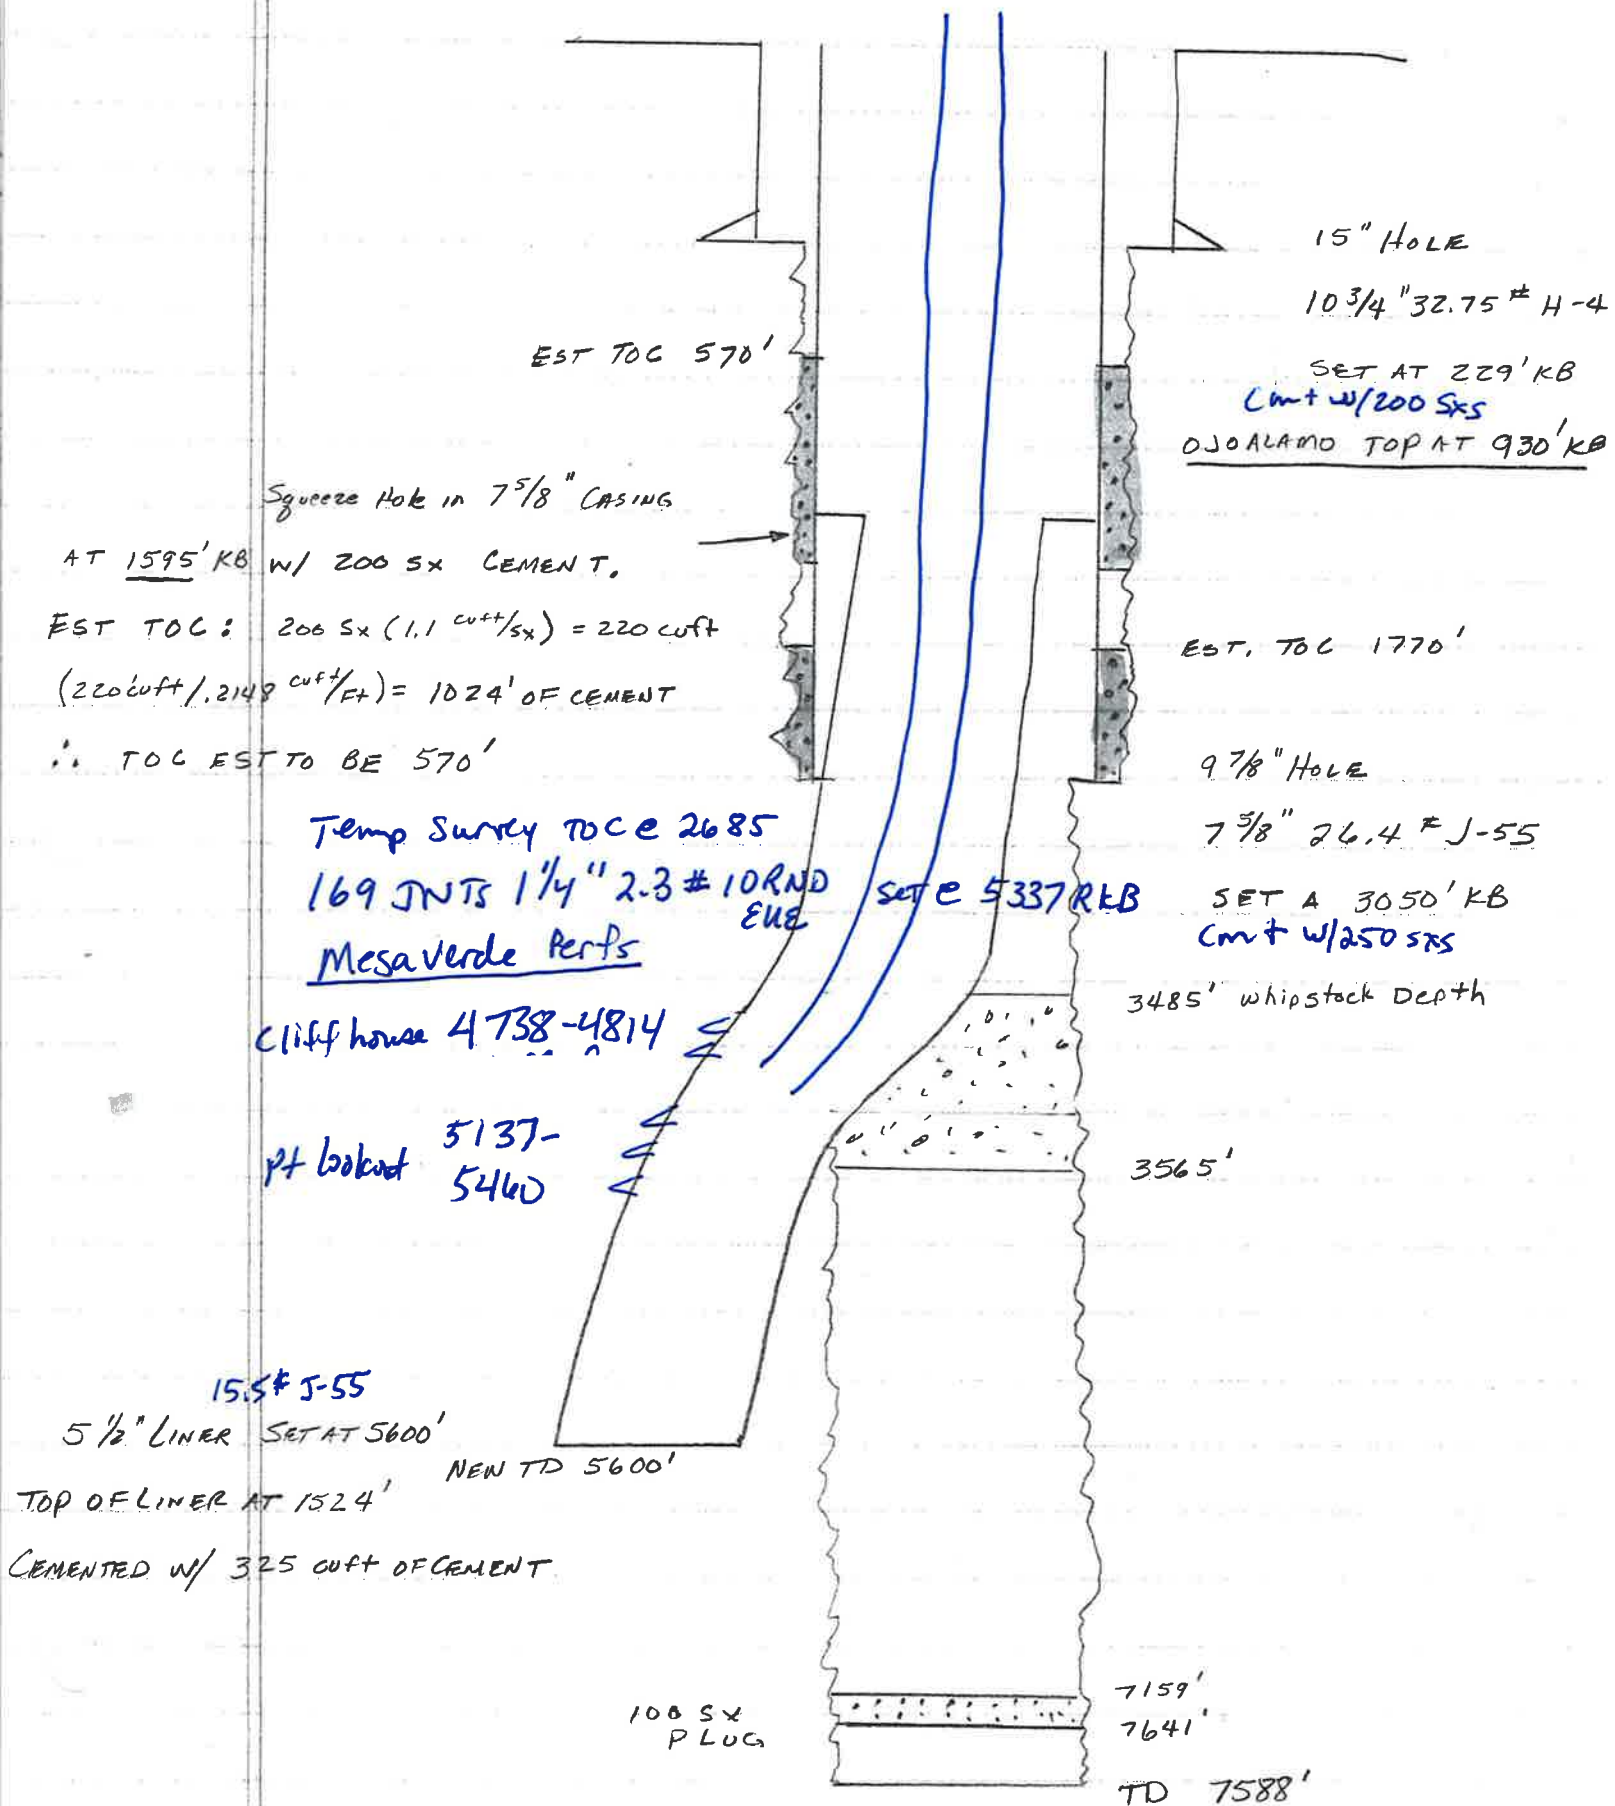 15" HOLE
10 3/4" 32.75 # H-4
SET AT 229' KB
Cmt w/200 Sxs
OJO ALAMO TOP AT 930' KB
EST TOC 570'
Squeeze Hole in 7 5/8" CASING
AT 1595' KB W/ 200 Sx CEMENT.
EST TOC: 200 Sx (1.1 cuft/sx) = 220 cuft
(220 cuft/.2148 cuft/Ft) = 1024' OF CEMENT
∴ TOC EST TO BE 570'
EST. TOC 1770'
9 7/8" HOLE
7 5/8" 26.4 # J-55
SET A 3050' KB
Cmt w/250 sxs
Temp Survey TOC @ 2685
169 JNTS 1 1/4" 2.3 # 10RND EUE set @ 5337 RKB
Mesa Verde Perfs
Cliff house 4738-4814
3485' whipstock Depth
pt lookout 5137-
5460
3565'
15.5# J-55
5 1/2" LINER SET AT 5600'
NEW TD 5600'
TOP OF LINER AT 1524'
CEMENTED W/ 325 cuft OF CEMENT
100 SX
PLUG
7159'
7641'
TD 7588'